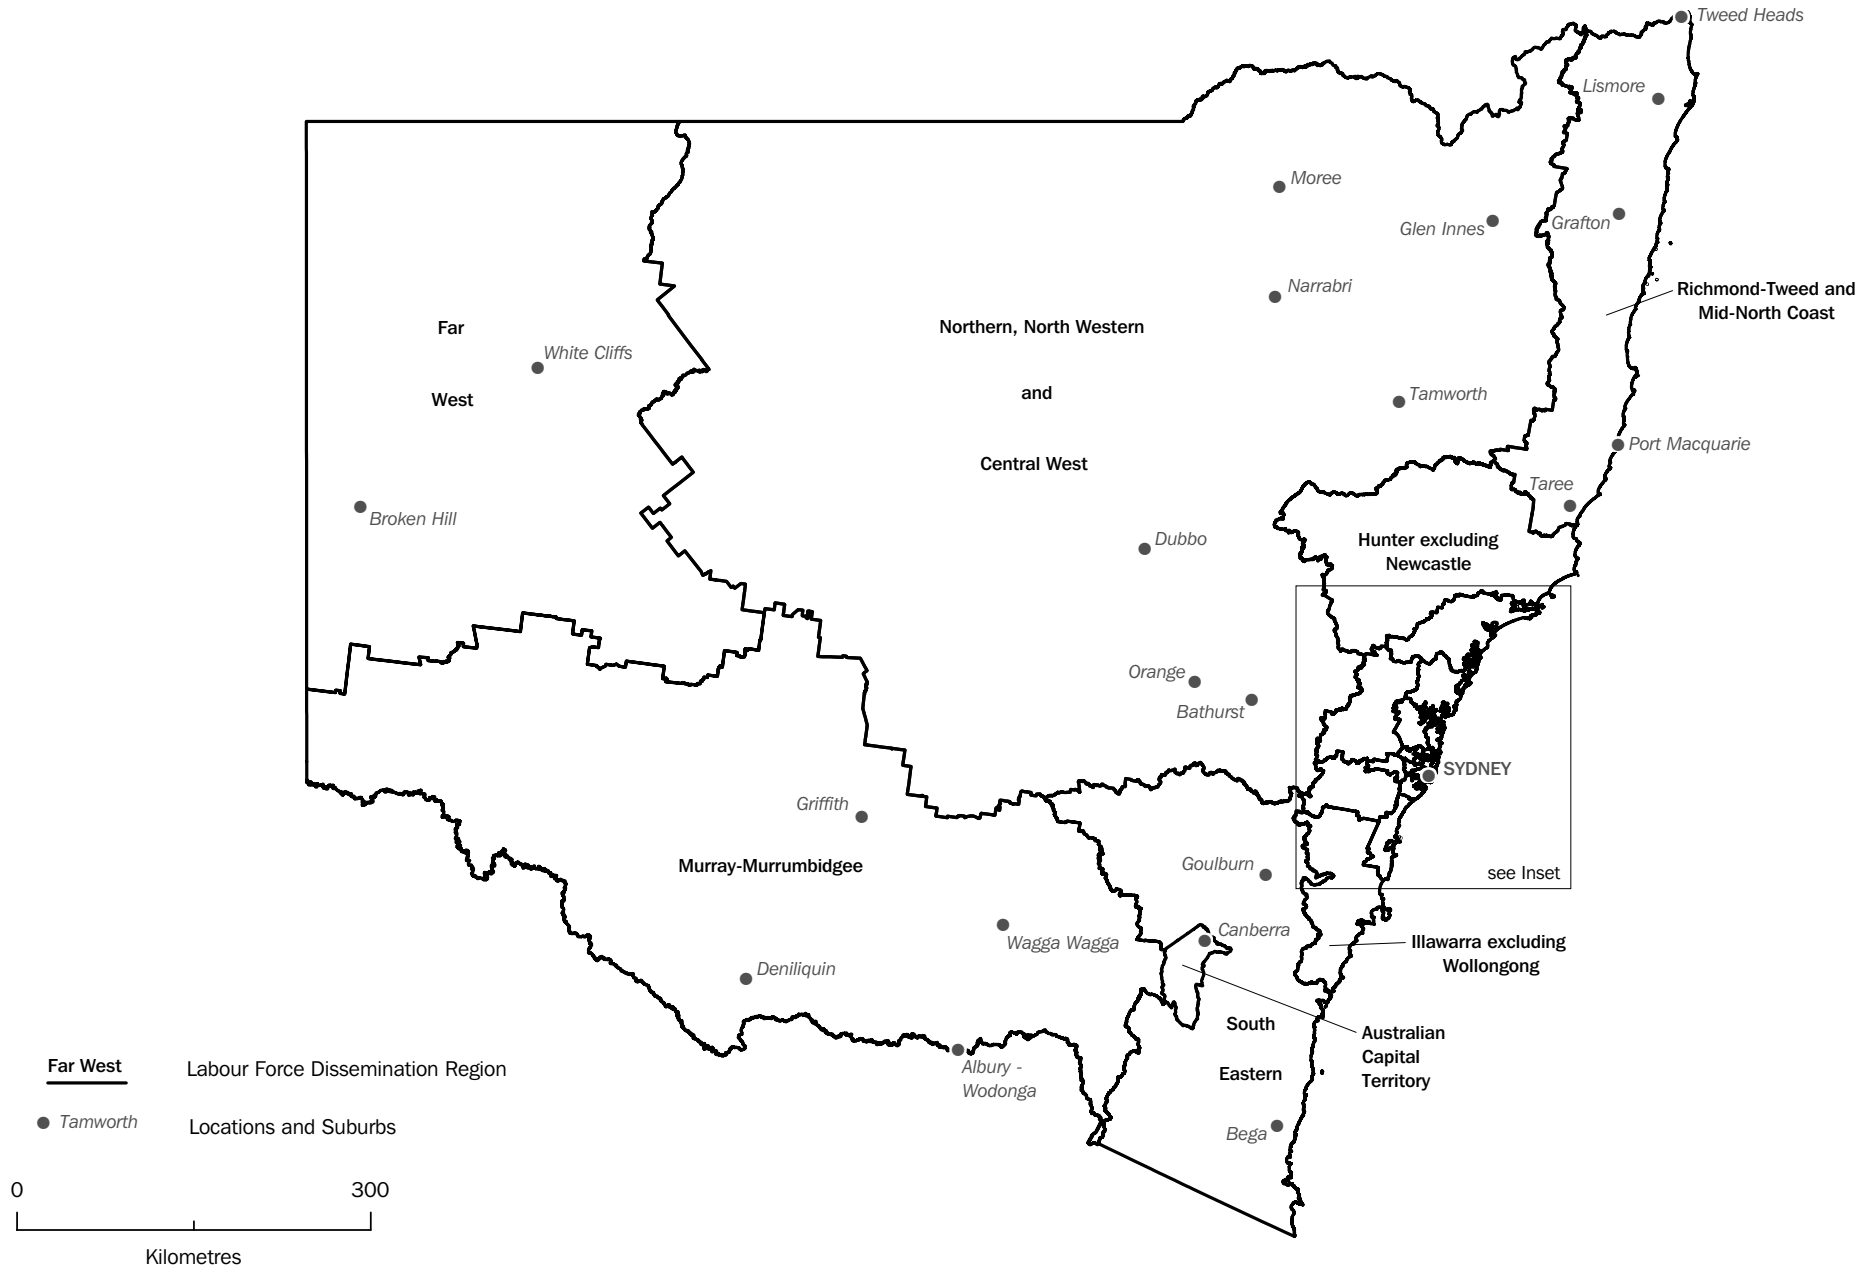 Tweed Heads
Lismore
Moree
Glen Innes
Grafton
Narrabri
Richmond-Tweed and
Mid-North Coast
Far
West
White Cliffs
Northern, North Western
and
Central West
Tamworth
Port Macquarie
Taree
Broken Hill
Dubbo
Hunter excluding
Newcastle
Orange
Bathurst
SYDNEY
Griffith
Murray-Murrumbidgee
Goulburn
see Inset
Canberra
Wagga Wagga
Illawarra excluding
Wollongong
Deniliquin
South
Eastern
Australian
Capital
Territory
Albury -
Wodonga
Bega
Far West
Labour Force Dissemination Region
Tamworth
Locations and Suburbs
0
300
Kilometres